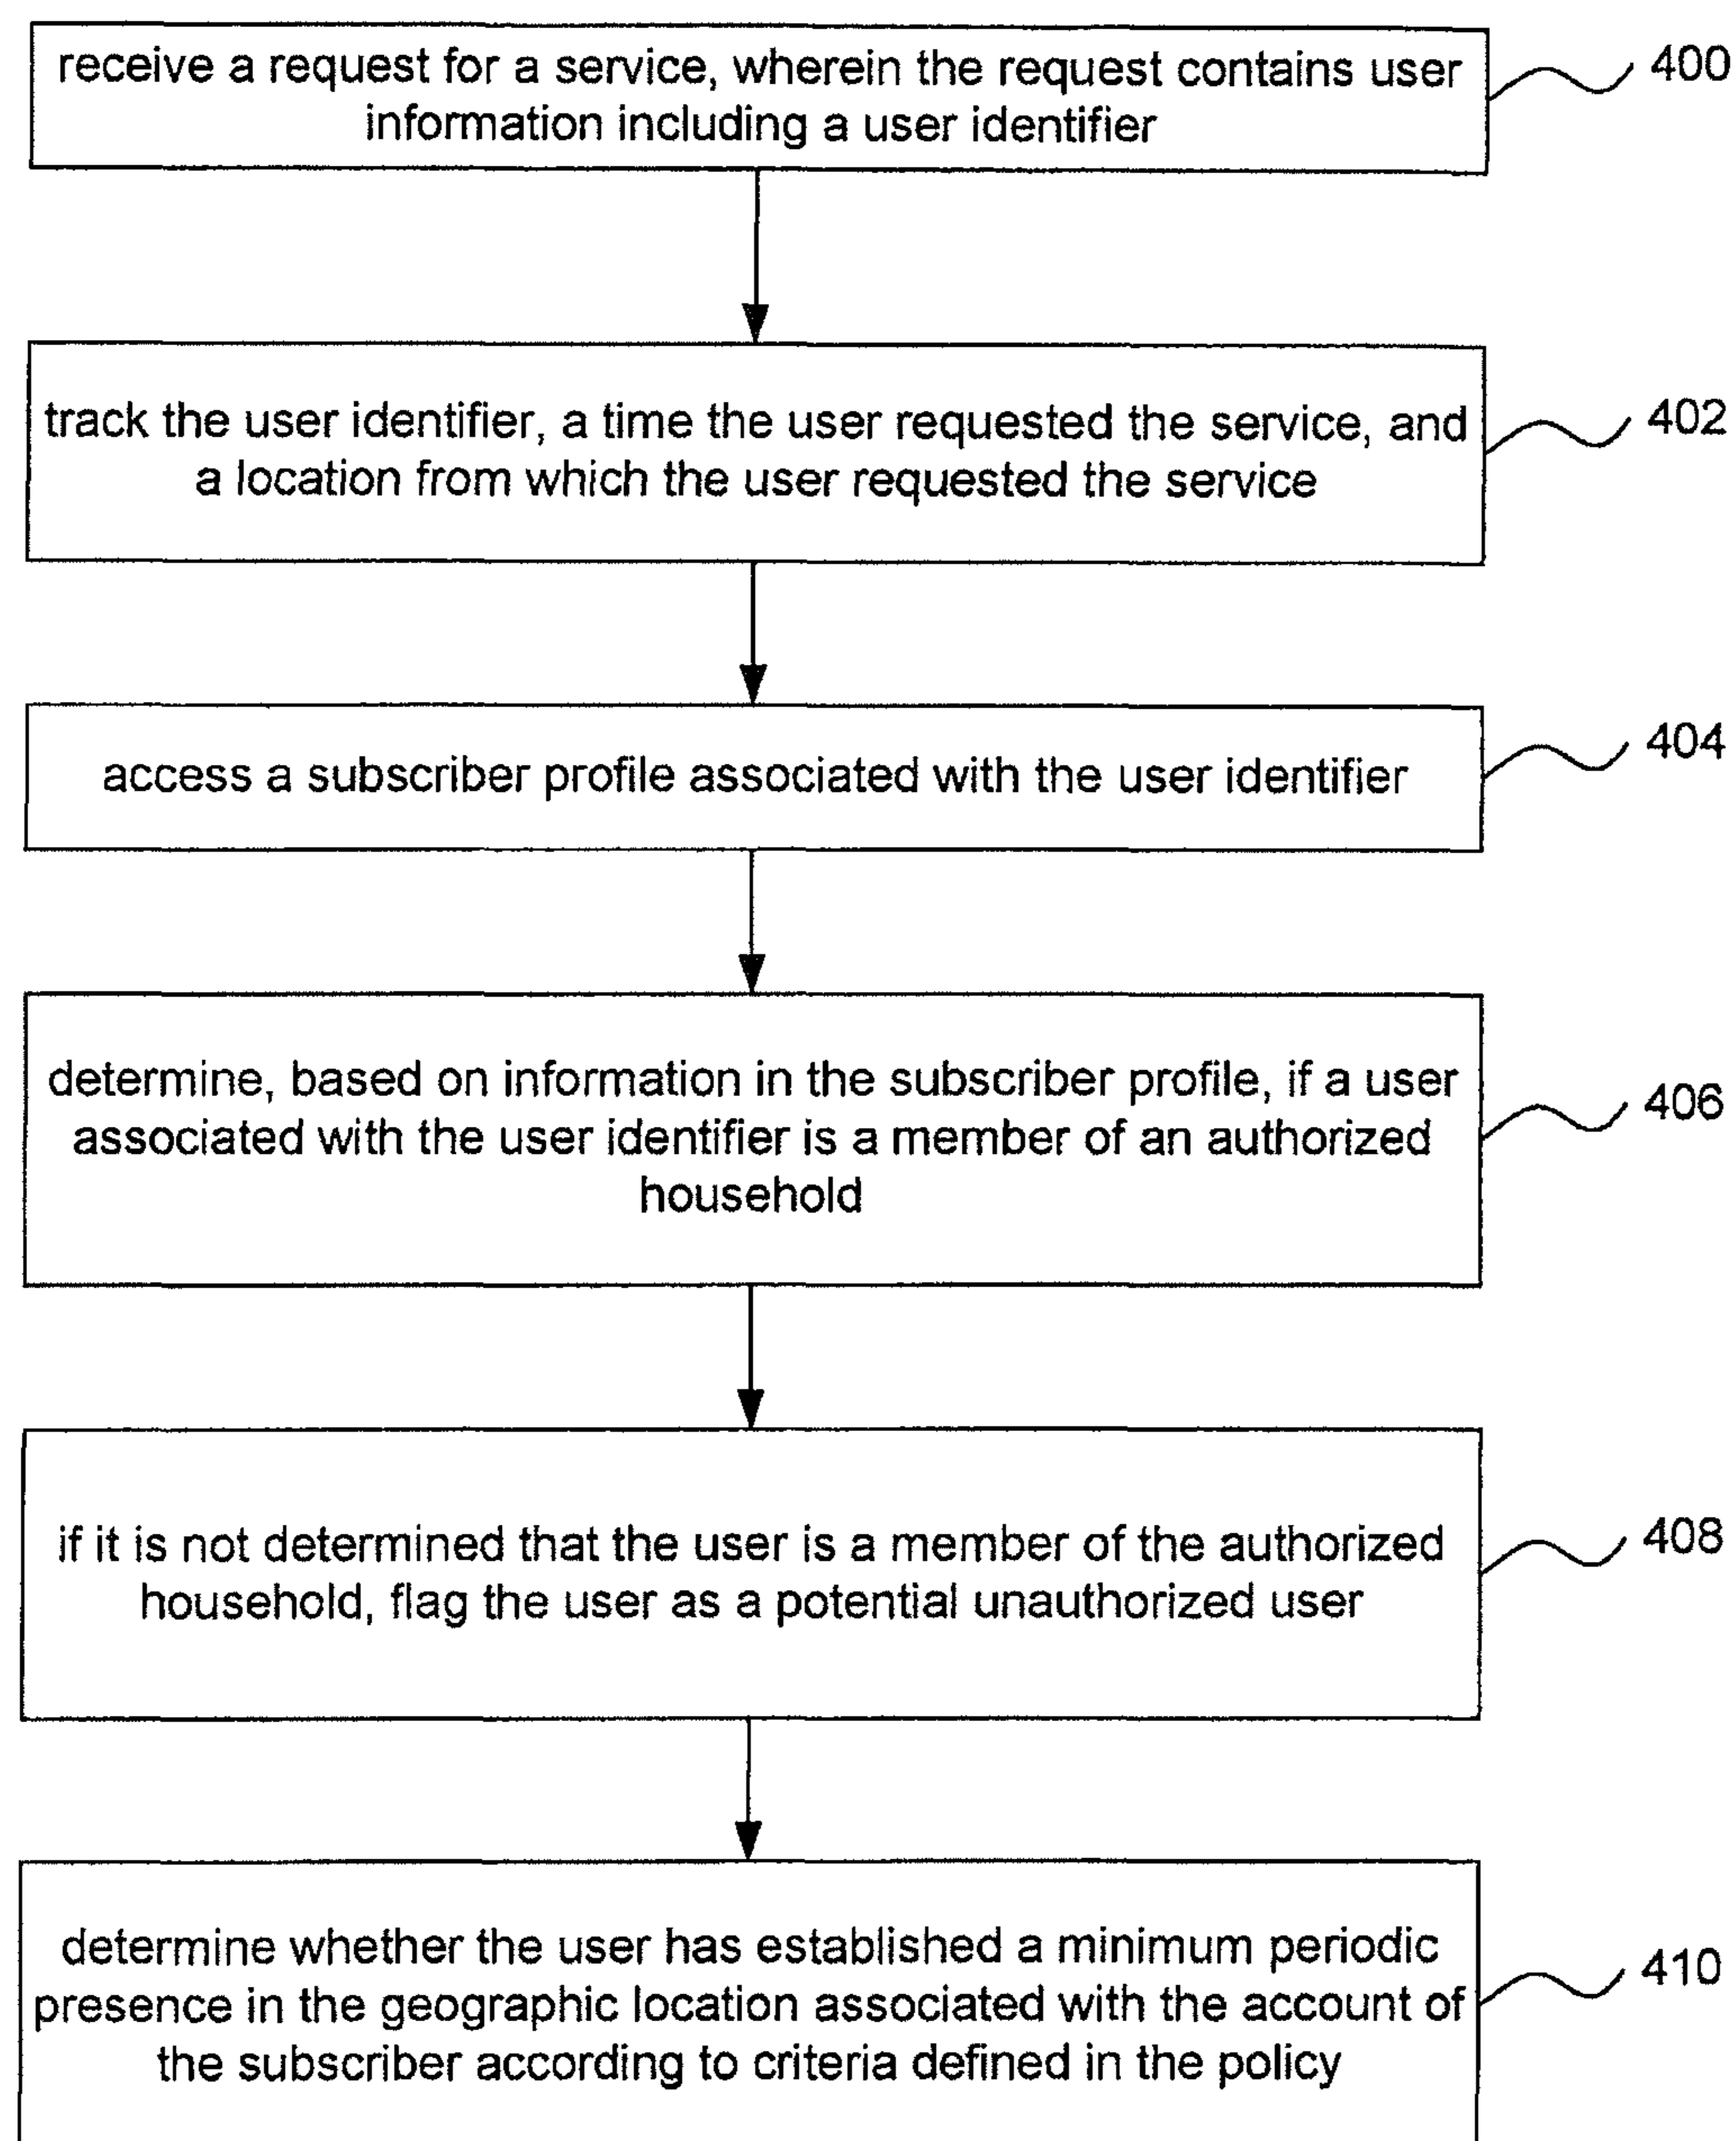 receive a request for a service, wherein the request contains user
information including a user identifier
400
track the user identifier, a time the user requested the service, and
a location from which the user requested the service
402
access a subscriber profile associated with the user identifier
404
determine, based on information in the subscriber profile, if a user
associated with the user identifier is a member of an authorized
household
406
if it is not determined that the user is a member of the authorized
household, flag the user as a potential unauthorized user
408
determine whether the user has established a minimum periodic
presence in the geographic location associated with the account of
the subscriber according to criteria defined in the policy
410